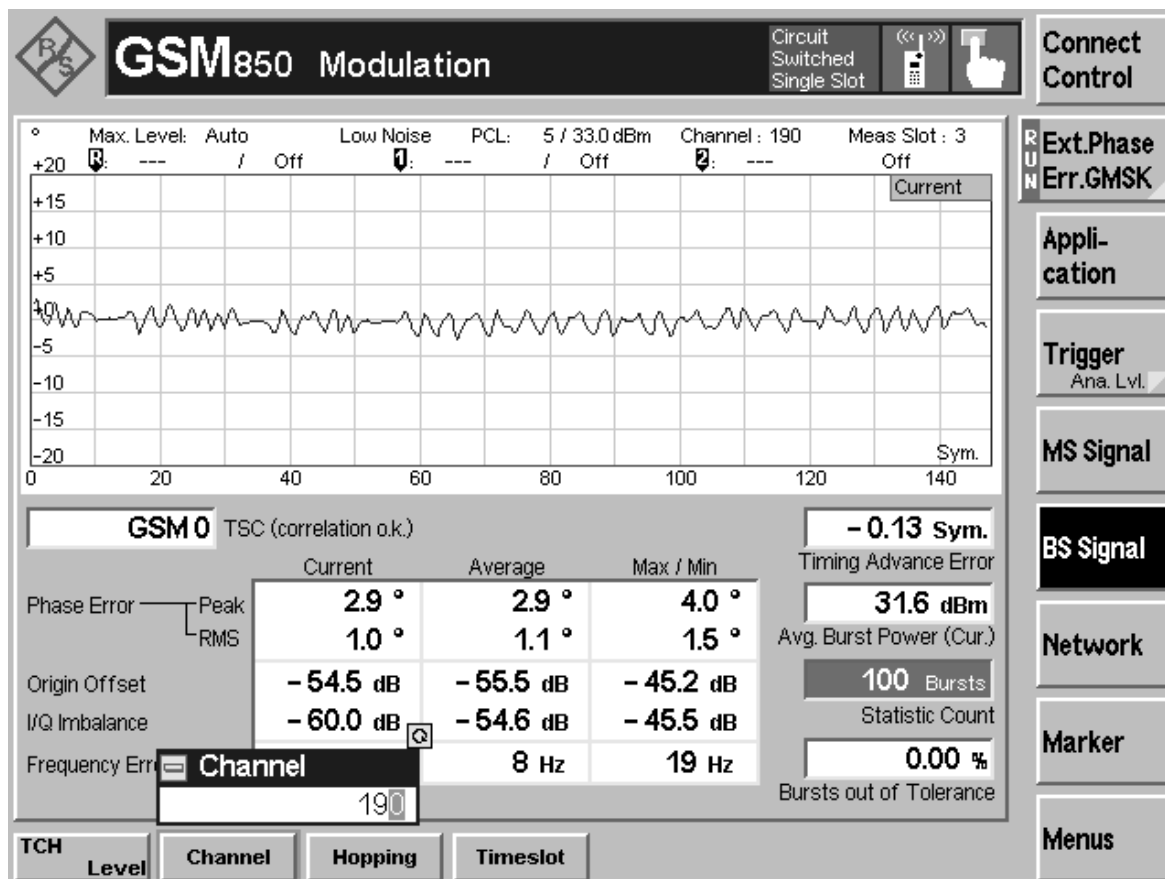 R/S
GSM850 Modulation
Circuit
Switched
Single Slot
Connect
Control
° Max. Level: Auto Low Noise PCL: 5 / 33.0 dBm Channel : 190 Meas Slot : 3
R: --- / Off 1: --- / Off 2: --- Off
Current
+20
+15
+10
+5
-5
-10
-15
-20
Sym.
0 20 40 60 80 100 120 140
RUN
Ext.Phase
Err.GMSK
Appli-
cation
Trigger
Ana. Lvl.
MS Signal
BS Signal
Network
Marker
Menus
GSM 0 TSC (correlation o.k.)
Current Average Max / Min
Phase Error Peak 2.9 ° 2.9 ° 4.0 °
RMS 1.0 ° 1.1 ° 1.5 °
Origin Offset - 54.5 dB - 55.5 dB - 45.2 dB
I/Q Imbalance - 60.0 dB - 54.6 dB - 45.5 dB
Frequency Err 8 Hz 19 Hz
- 0.13 Sym.
Timing Advance Error
31.6 dBm
Avg. Burst Power (Cur.)
100 Bursts
Statistic Count
0.00 %
Bursts out of Tolerance
Channel
190
TCH
Level
Channel
Hopping
Timeslot